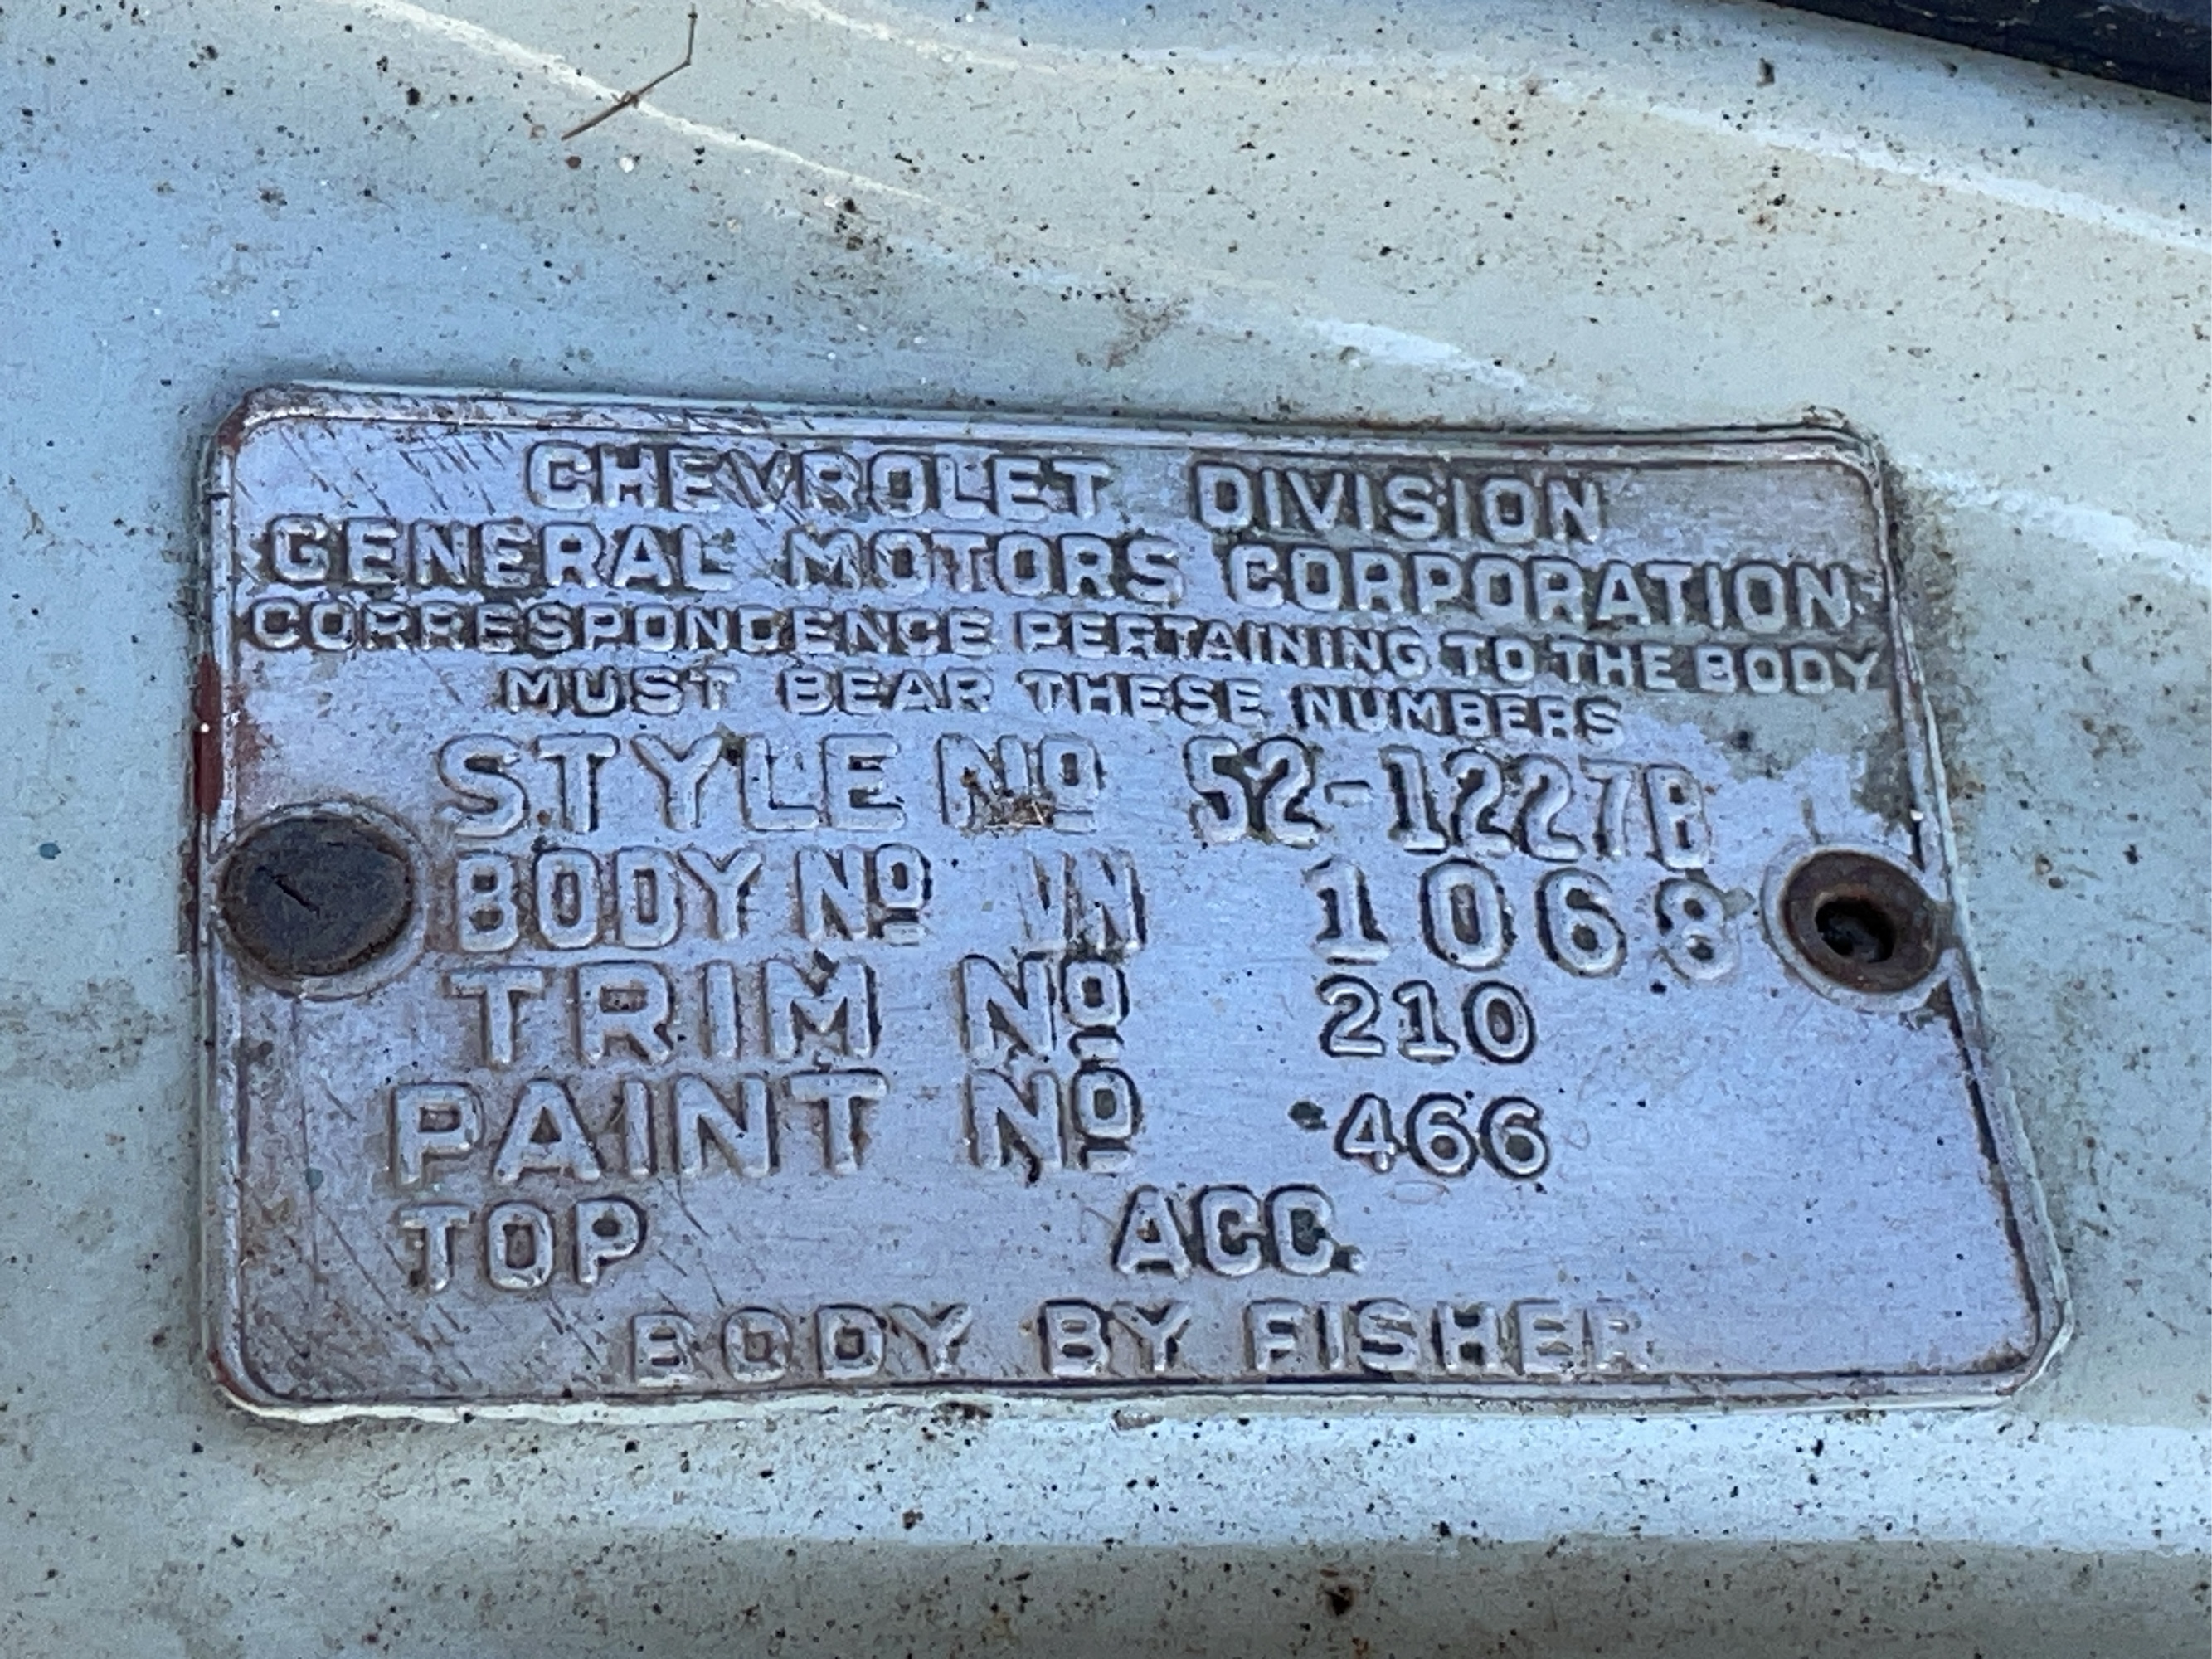 CHEVROLET DIVISION
GENERAL MOTORS CORPORATION
CORRESPONDENCE PERTAINING TO THE BODY
MUST BEAR THESE NUMBERS
STYLE Nº 52-1227B
BODY Nº VN 1068
TRIM Nº 210
PAINT Nº 466
TOP ACC.
BODY BY FISHER